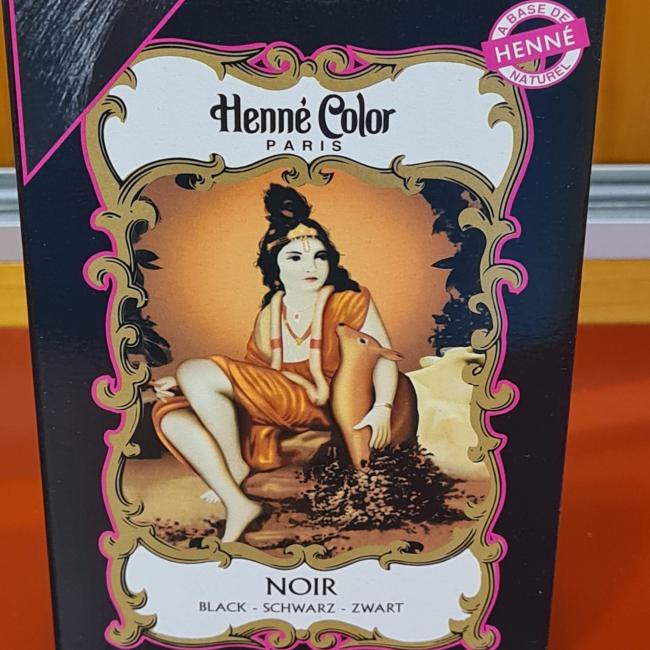 À BASE DE
HENNÉ
NATUREL
Henné Color
PARIS
NOIR
BLACK - SCHWARZ - ZWART